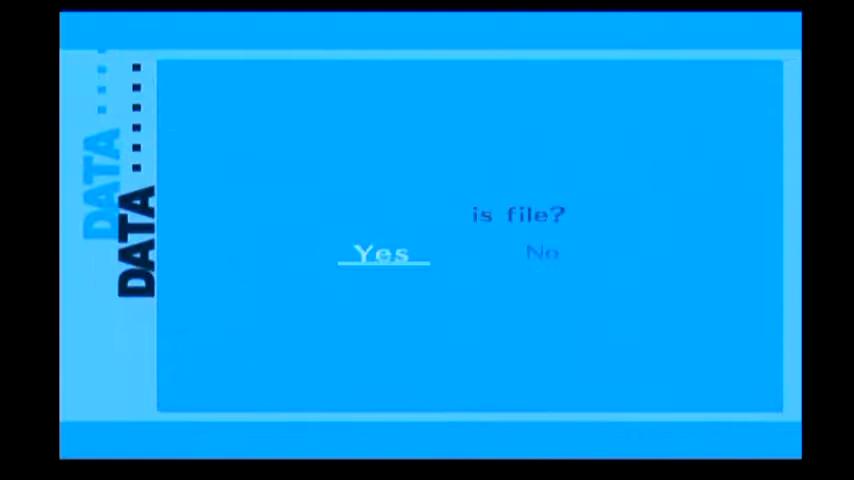 DATA
DATA
is file?
Yes No